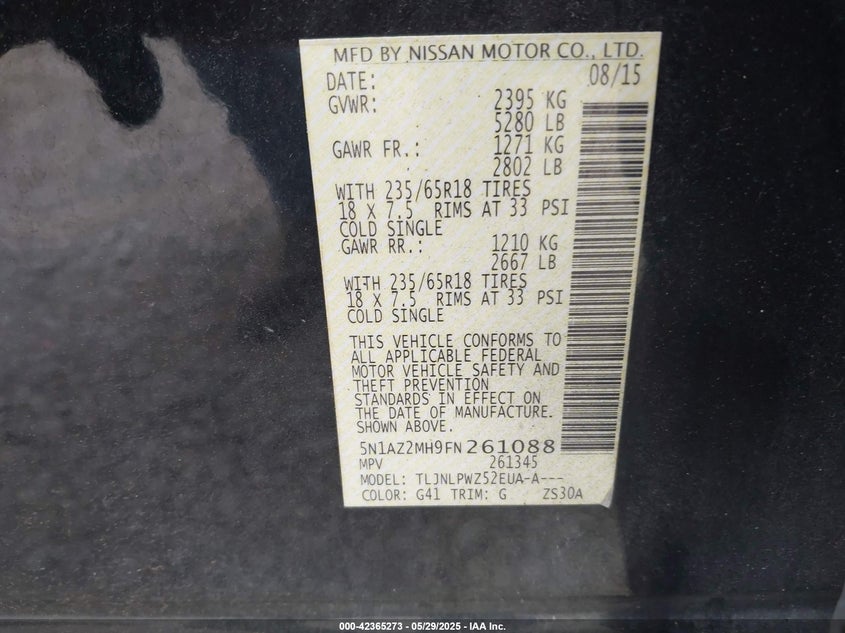 MFD BY NISSAN MOTOR CO., LTD.
DATE: 08/15
GVWR: 2395 KG
5280 LB
GAWR FR.: 1271 KG
2802 LB
WITH 235/65R18 TIRES
18 X 7.5 RIMS AT 33 PSI
COLD SINGLE
GAWR RR.: 1210 KG
2667 LB
WITH 235/65R18 TIRES
18 X 7.5 RIMS AT 33 PSI
COLD SINGLE
THIS VEHICLE CONFORMS TO
ALL APPLICABLE FEDERAL
MOTOR VEHICLE SAFETY AND
THEFT PREVENTION
STANDARDS IN EFFECT ON
THE DATE OF MANUFACTURE.
SHOWN ABOVE.
5N1AZ2MH9FN261088
MPV 261345
MODEL: TLJNLPWZ52EUA-A---
COLOR: G41 TRIM: G ZS30A
000-42365273 - 05/29/2025 - IAA Inc.